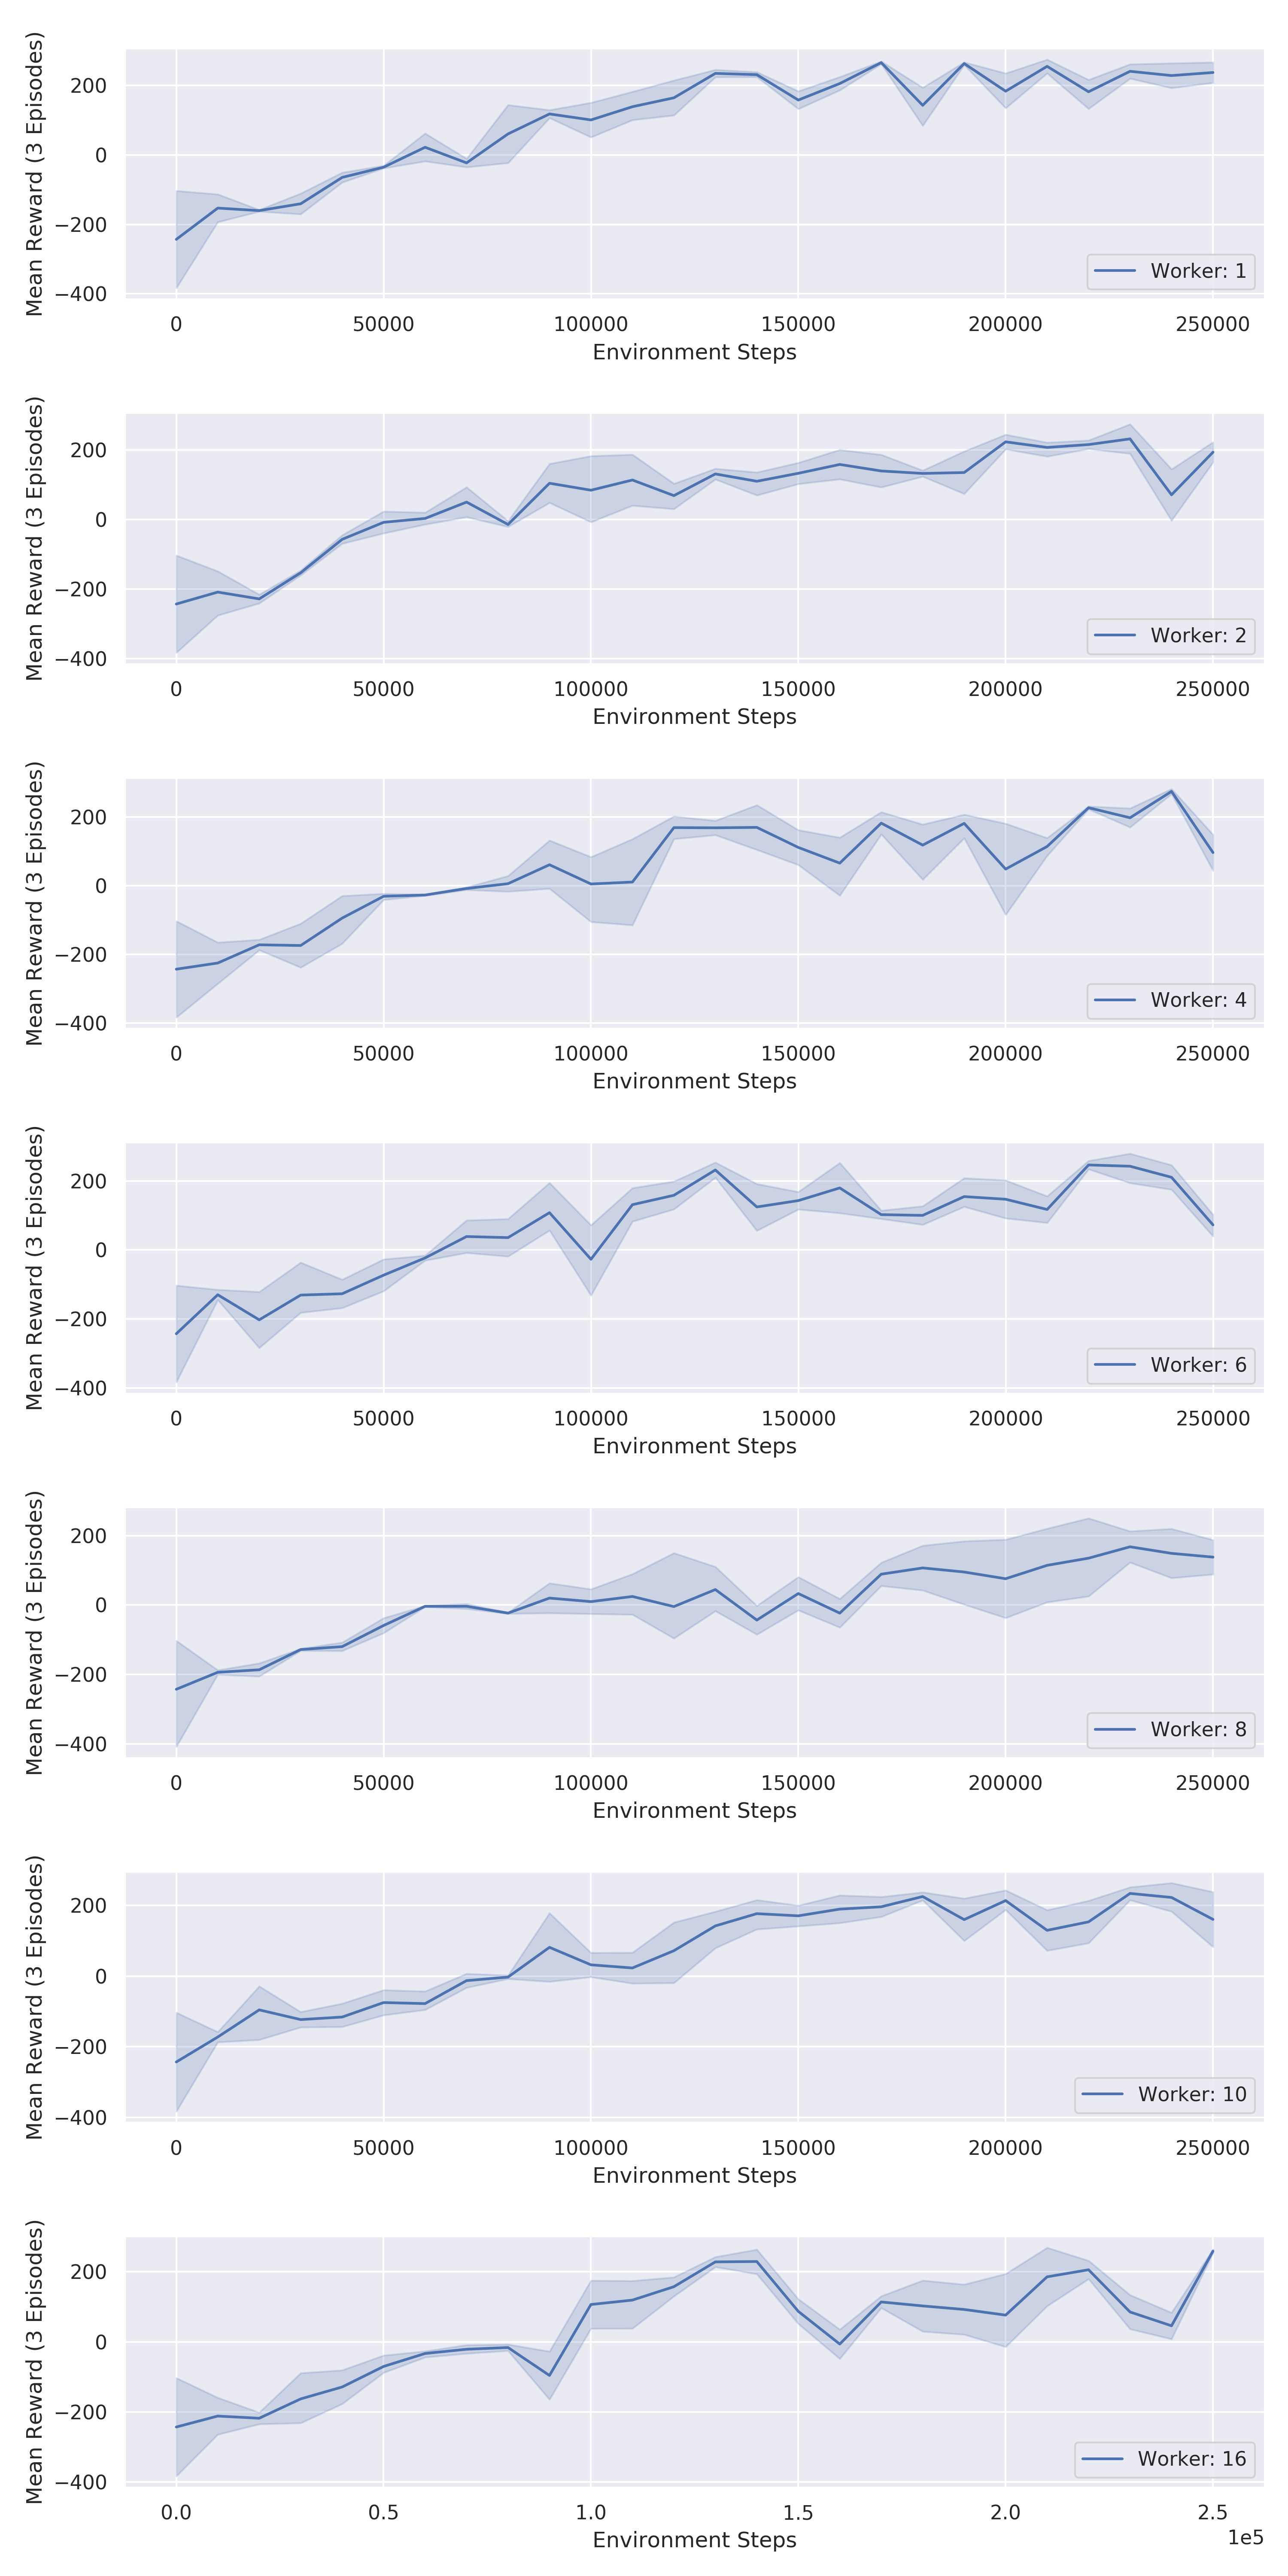 Mean Reward (3 Episodes)
200
0
−200
−400
Worker: 1
0 50000 100000 150000 200000 250000
Environment Steps
Mean Reward (3 Episodes)
200
0
−200
−400
Worker: 2
0 50000 100000 150000 200000 250000
Environment Steps
Mean Reward (3 Episodes)
200
0
−200
−400
Worker: 4
0 50000 100000 150000 200000 250000
Environment Steps
Mean Reward (3 Episodes)
200
0
−200
−400
Worker: 6
0 50000 100000 150000 200000 250000
Environment Steps
Mean Reward (3 Episodes)
200
0
−200
−400
Worker: 8
0 50000 100000 150000 200000 250000
Environment Steps
Mean Reward (3 Episodes)
200
0
−200
−400
Worker: 10
0 50000 100000 150000 200000 250000
Environment Steps
Mean Reward (3 Episodes)
200
0
−200
−400
Worker: 16
0.0 0.5 1.0 1.5 2.0 2.5
1e5
Environment Steps